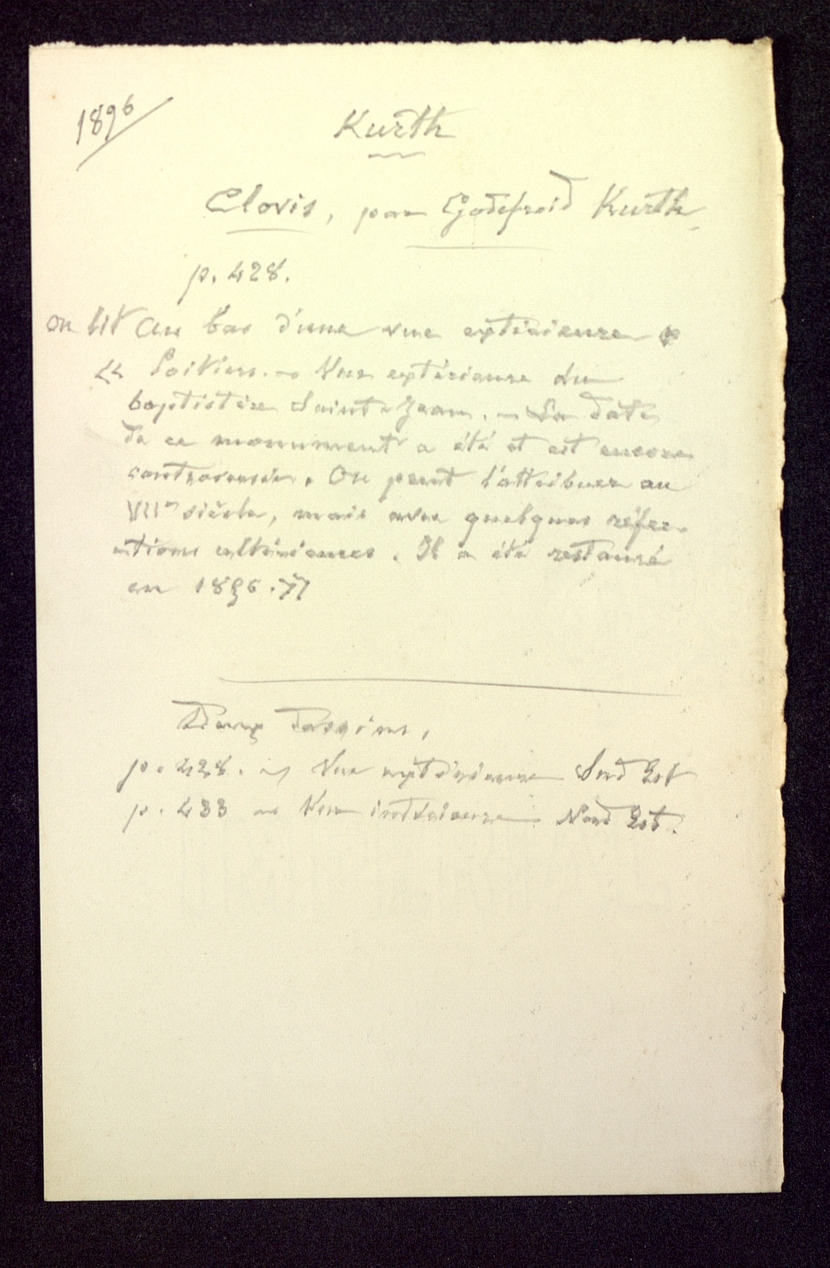 1896
Kurth
Clovis, par Godefroid Kurth
p. 428.
on lit au bas d'une vue extérieure
« Poitiers. – Vue extérieure du
baptistère Saint-Jean. – La date
de ce monument a été et est encore
controversée. On peut l'attribuer au
VIIe siècle, mais avec quelques réfec-
tions ultérieures. Il a été restauré
en 1896. »
Deux dessins,
p. 428. – Vue extérieure Sud Est
p. 433 – Vue intérieure Nord Est.